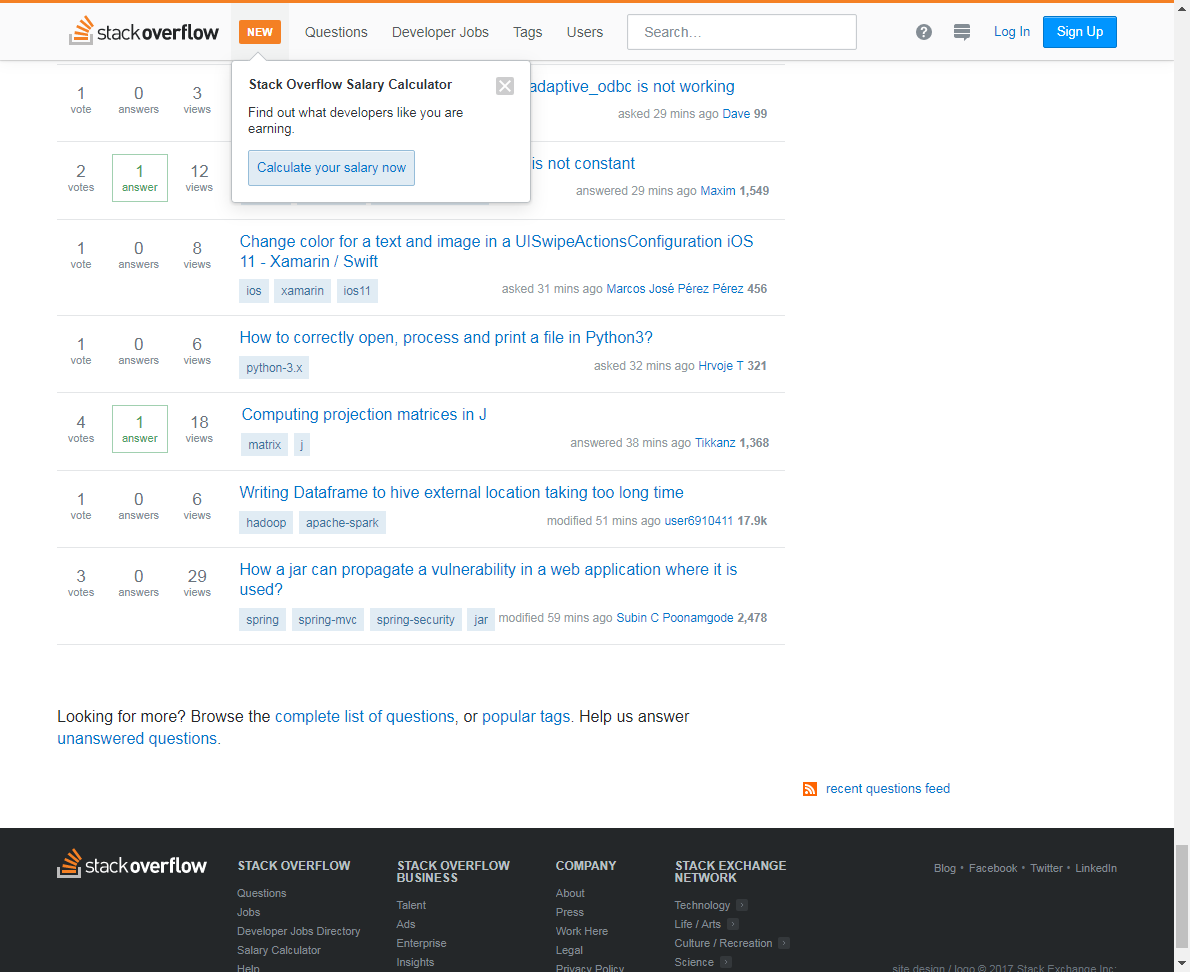 stackoverflow NEW Questions Developer Jobs Tags Users Search... Log In Sign Up
Stack Overflow Salary Calculator
Find out what developers like you are
earning.
Calculate your salary now
1 vote 0 answers 3 views
adaptive_odbc is not working
asked 29 mins ago Dave 99
2 votes 1 answer 12 views
is not constant
answered 29 mins ago Maxim 1,549
1 vote 0 answers 8 views
Change color for a text and image in a UISwipeActionsConfiguration iOS
11 - Xamarin / Swift
ios xamarin ios11
asked 31 mins ago Marcos José Pérez Pérez 456
1 vote 0 answers 6 views
How to correctly open, process and print a file in Python3?
python-3.x
asked 32 mins ago Hrvoje T 321
4 votes 1 answer 18 views
Computing projection matrices in J
matrix j
answered 38 mins ago Tikkanz 1,368
1 vote 0 answers 6 views
Writing Dataframe to hive external location taking too long time
hadoop apache-spark
modified 51 mins ago user6910411 17.9k
3 votes 0 answers 29 views
How a jar can propagate a vulnerability in a web application where it is
used?
spring spring-mvc spring-security jar
modified 59 mins ago Subin C Poonamgode 2,478
Looking for more? Browse the complete list of questions, or popular tags. Help us answer
unanswered questions.
recent questions feed
stackoverflow
STACK OVERFLOW
Questions
Jobs
Developer Jobs Directory
Salary Calculator
Help
STACK OVERFLOW
BUSINESS
Talent
Ads
Enterprise
Insights
COMPANY
About
Press
Work Here
Legal
Privacy Policy
STACK EXCHANGE
NETWORK
Technology
Life / Arts
Culture / Recreation
Science
Blog • Facebook • Twitter • LinkedIn
site design / logo © 2017 Stack Exchange Inc;